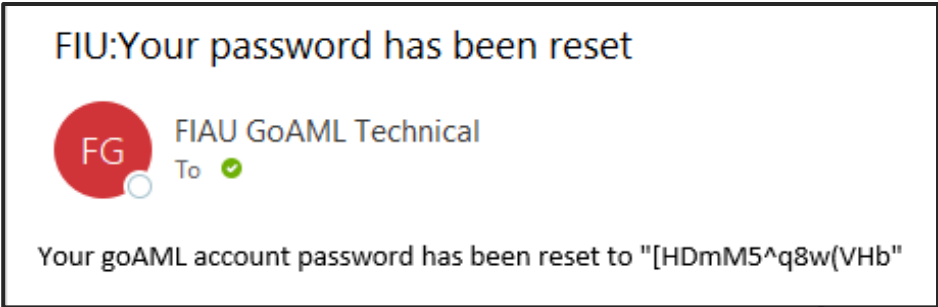 FIU:Your password has been reset
FG
FIAU GoAML Technical
To
Your goAML account password has been reset to "[HDmM5^q8w(VHb"